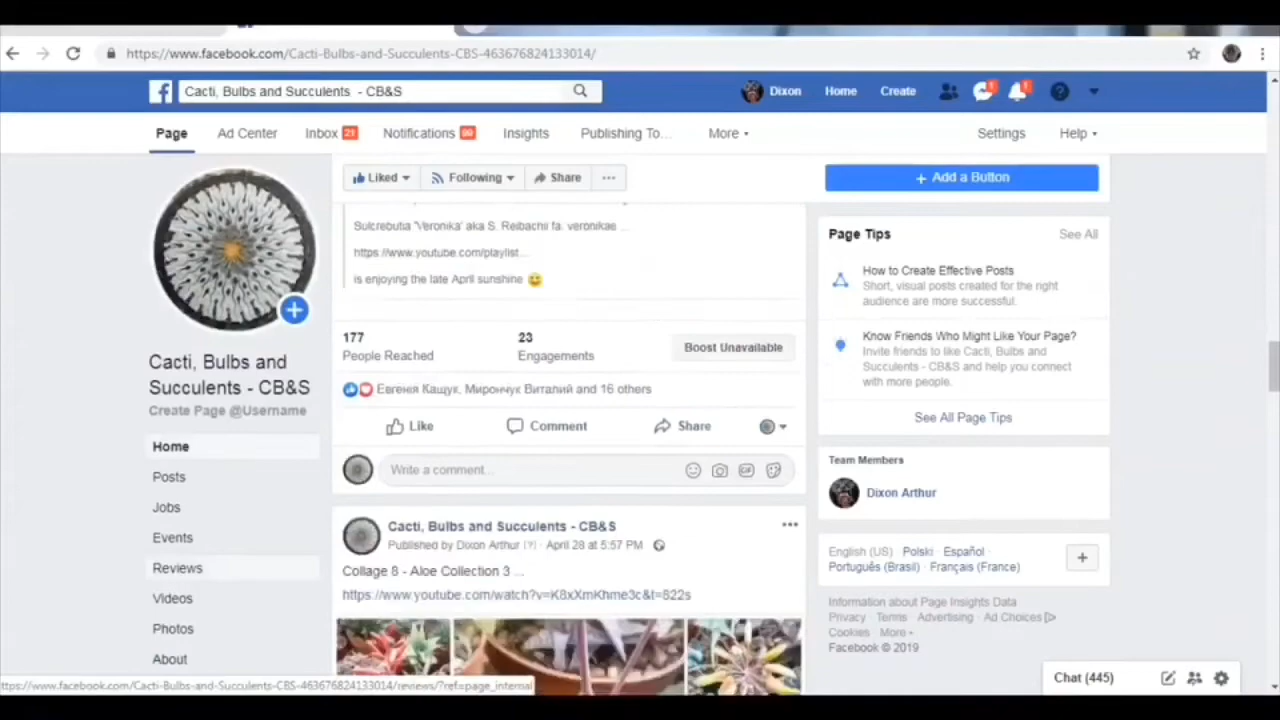 https://www.facebook.com/Cacti-Bulbs-and-Succulents-CBS-463676824133014/
Cacti, Bulbs and Succulents - CB&S
Dixon Home Create
Page Ad Center Inbox 21 Notifications 99 Insights Publishing To... More Settings Help
Liked Following Share ... + Add a Button
Sulcrebutia 'Veronika' aka S. Reibachii fa. veronikae ...
https://www.youtube.com/playlist...
is enjoying the late April sunshine
177 23
People Reached Engagements
Boost Unavailable
Евгенія Кащук, Мирончук Виталий and 16 others
Like Comment Share
Write a comment...
GIF
Cacti, Bulbs and Succulents - CB&S
Published by Dixon Arthur [?] · April 28 at 5:57 PM
Collage 8 - Aloe Collection 3 ...
https://www.youtube.com/watch?v=K8xXmKhme3c&t=822s
Cacti, Bulbs and
Succulents - CB&S
Create Page @Username
Home
Posts
Jobs
Events
Reviews
Videos
Photos
About
Page Tips See All
How to Create Effective Posts
Short, visual posts created for the right
audience are more successful.
Know Friends Who Might Like Your Page?
Invite friends to like Cacti, Bulbs and
Succulents - CB&S and help you connect
with more people.
See All Page Tips
Team Members
Dixon Arthur
English (US) · Polski · Español ·
Português (Brasil) · Français (France)
Information about Page Insights Data
Privacy · Terms · Advertising · Ad Choices
Cookies · More
Facebook © 2019
Chat (445)
ttps://www.facebook.com/Cacti-Bulbs-and-Succulents-CBS-463676824133014/reviews/?ref=page_internal